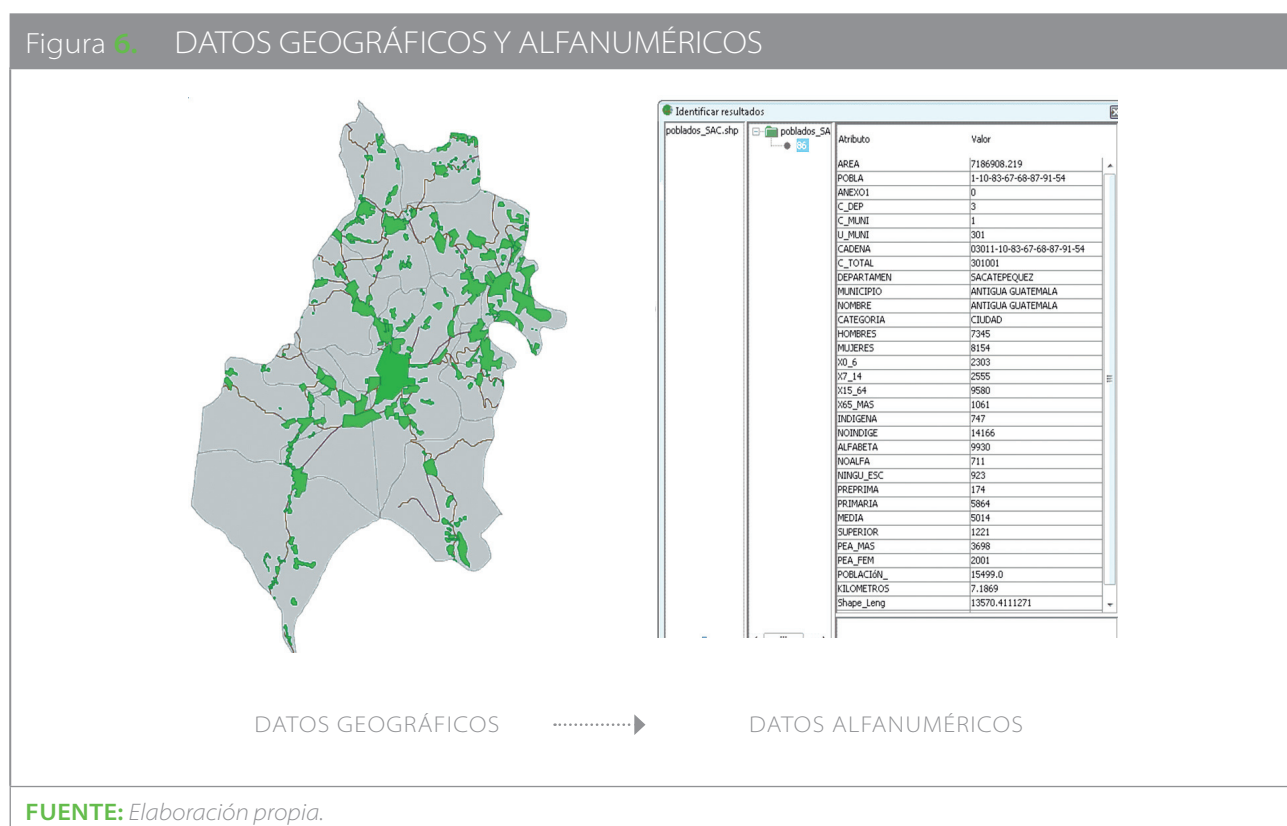 Figura 6. DATOS GEOGRÁFICOS Y ALFANUMÉRICOS
Identificar resultados
poblados_SAC.shp
poblados_SA
86
Atributo Valor
AREA 7186908.219
POBLA 1-10-83-67-68-87-91-54
ANEXO1 0
C_DEP 3
C_MUNI 1
U_MUNI 301
CADENA 03011-10-83-67-68-87-91-54
C_TOTAL 301001
DEPARTAMEN SACATEPEQUEZ
MUNICIPIO ANTIGUA GUATEMALA
NOMBRE ANTIGUA GUATEMALA
CATEGORIA CIUDAD
HOMBRES 7345
MUJERES 8154
X0_6 2303
X7_14 2555
X15_64 9580
X65_MAS 1061
INDIGENA 747
NOINDIGE 14166
ALFABETA 9930
NOALFA 711
NINGU_ESC 923
PREPRIMA 174
PRIMARIA 5864
MEDIA 5014
SUPERIOR 1221
PEA_MAS 3698
PEA_FEM 2001
POBLACIóN_ 15499.0
KILOMETROS 7.1869
Shape_Leng 13570.4111271
DATOS GEOGRÁFICOS DATOS ALFANUMÉRICOS
FUENTE: Elaboración propia.